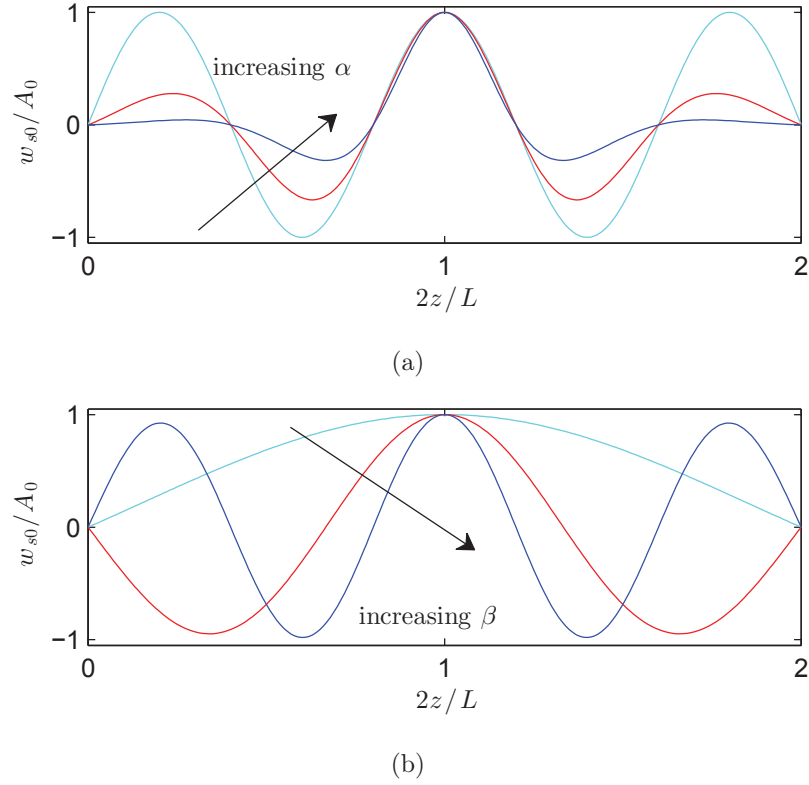 1
increasing α
w_{s0}/A_0
0
−1
0 1 2
2z/L
(a)
1
w_{s0}/A_0
0
increasing β
−1
0 1 2
2z/L
(b)